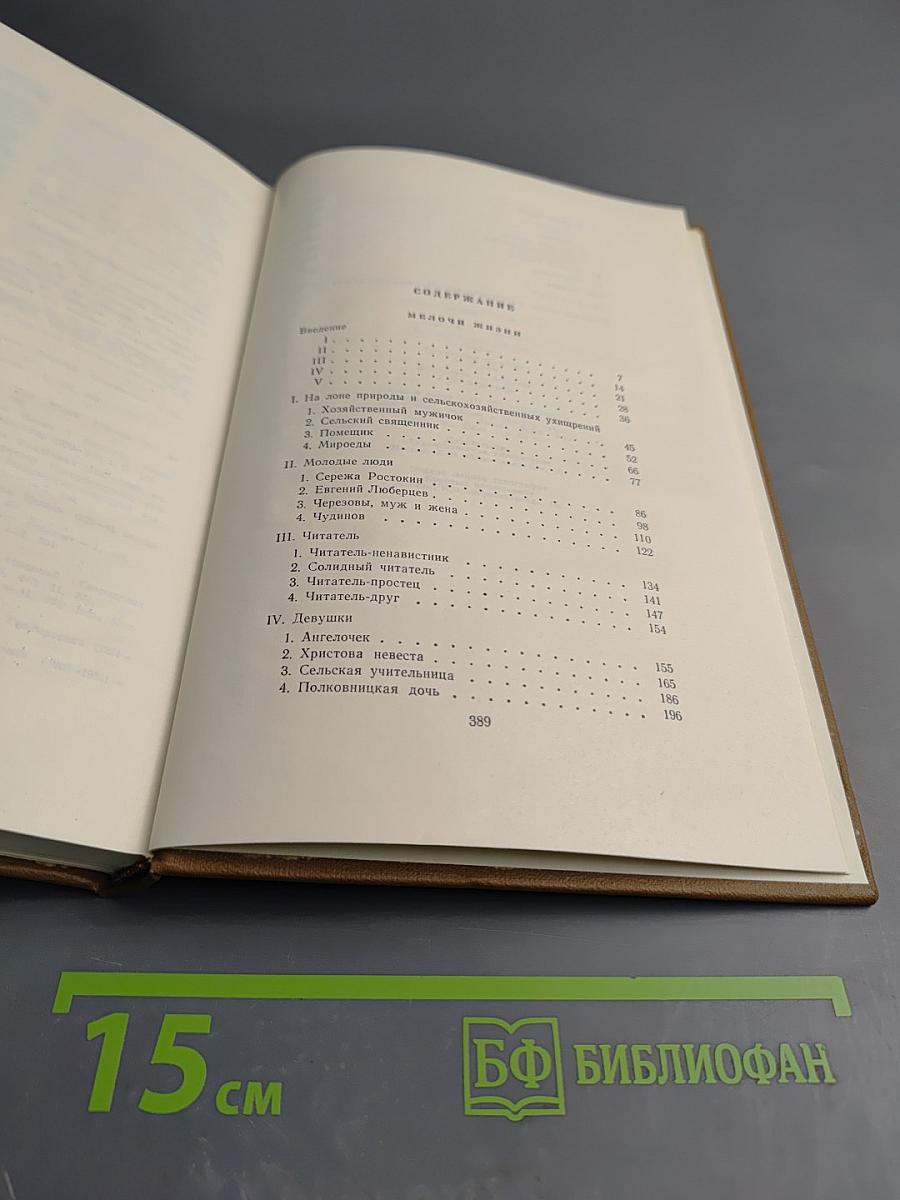 СОДЕРЖАНИЕ
МЕЛОЧИ ЖИЗНИ
Введение
I . . . . . . . . . . . . . . . 7
II . . . . . . . . . . . . . . . 14
III . . . . . . . . . . . . . . . 21
IV . . . . . . . . . . . . . . . 28
V . . . . . . . . . . . . . . . 36
I. На лоне природы и сельскохозяйственных ухищрений
1. Хозяйственный мужичок . . . . . . . . 45
2. Сельский священник . . . . . . . . 52
3. Помещик . . . . . . . . . . . 66
4. Мироеды . . . . . . . . . . . 77
II. Молодые люди
1. Сережа Ростокин . . . . . . . . . 86
2. Евгений Люберцев . . . . . . . . . 98
3. Черезовы, муж и жена . . . . . . . . 110
4. Чудинов . . . . . . . . . . . 122
III. Читатель
1. Читатель-ненавистник . . . . . . . . 134
2. Солидный читатель . . . . . . . . . 141
3. Читатель-простец . . . . . . . . . 147
4. Читатель-друг . . . . . . . . . . 154
IV. Девушки
1. Ангелочек . . . . . . . . . . . 155
2. Христова невеста . . . . . . . . . 165
3. Сельская учительница . . . . . . . . 186
4. Полковницкая дочь . . . . . . . . . 196
389
15 см
БФ БИБЛИОФАН